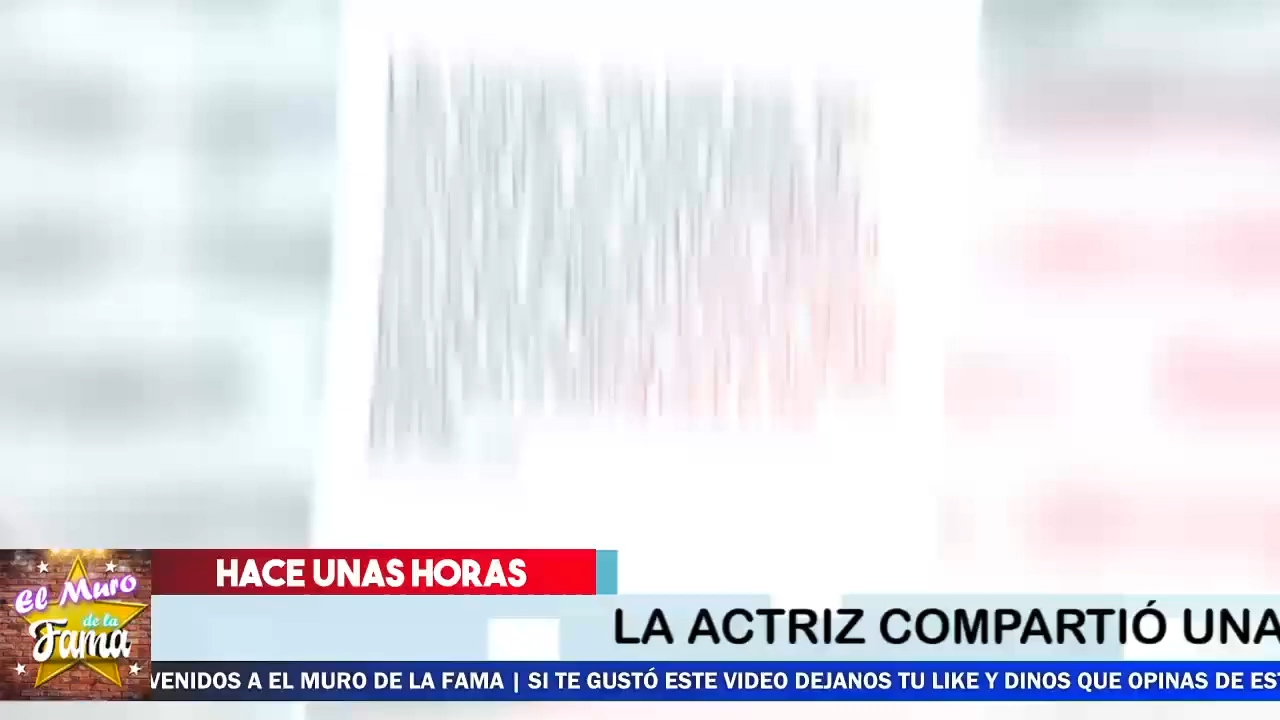 HACE UNAS HORAS
El Muro
de la
Fama
LA ACTRIZ COMPARTIÓ UNA
VENIDOS A EL MURO DE LA FAMA | SI TE GUSTÓ ESTE VIDEO DEJANOS TU LIKE Y DINOS QUE OPINAS DE EST